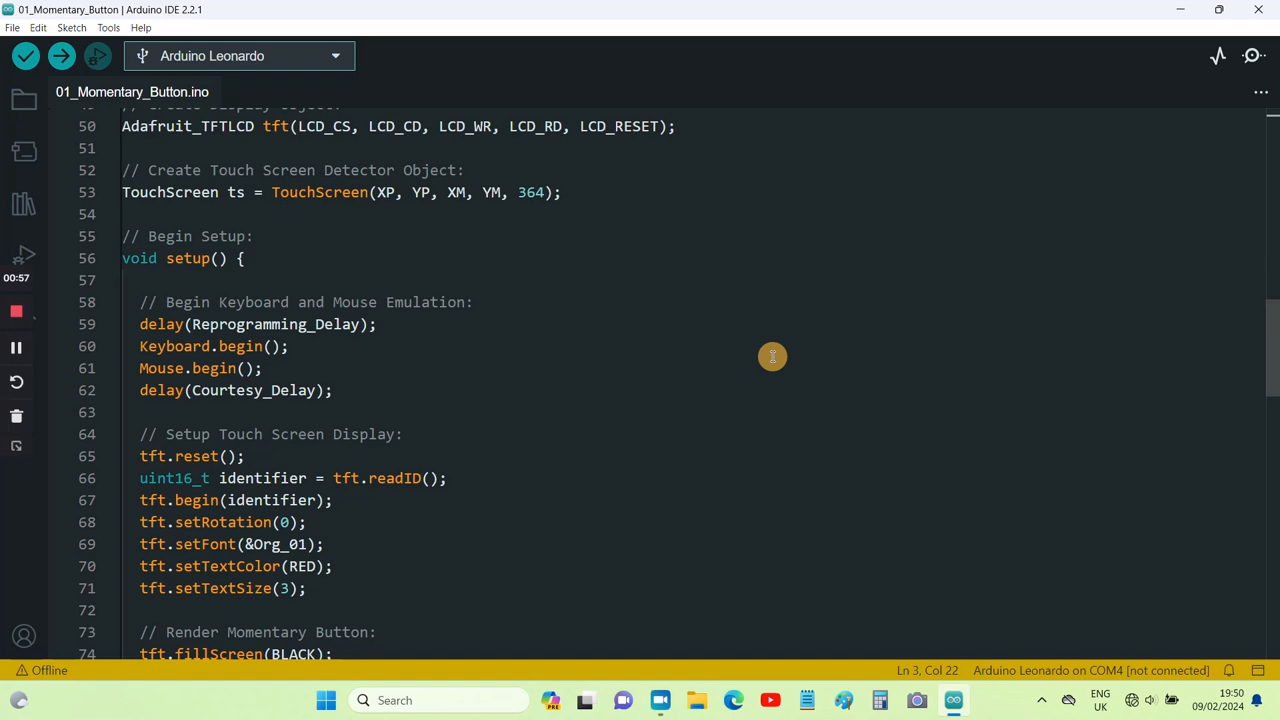 01_Momentary_Button | Arduino IDE 2.2.1
File Edit Sketch Tools Help
Arduino Leonardo
01_Momentary_Button.ino
49 // Create Display Object:
50 Adafruit_TFTLCD tft(LCD_CS, LCD_CD, LCD_WR, LCD_RD, LCD_RESET);
51
52 // Create Touch Screen Detector Object:
53 TouchScreen ts = TouchScreen(XP, YP, XM, YM, 364);
54
55 // Begin Setup:
56 void setup() {
57
00:57
58 // Begin Keyboard and Mouse Emulation:
59 delay(Reprogramming_Delay);
60 Keyboard.begin();
61 Mouse.begin();
62 delay(Courtesy_Delay);
63
64 // Setup Touch Screen Display:
65 tft.reset();
66 uint16_t identifier = tft.readID();
67 tft.begin(identifier);
68 tft.setRotation(0);
69 tft.setFont(&Org_01);
70 tft.setTextColor(RED);
71 tft.setTextSize(3);
72
73 // Render Momentary Button:
74 tft.fillScreen(BLACK);
Offline
Ln 3, Col 22 Arduino Leonardo on COM4 [not connected]
Search
PRE
ENG
UK
19:50
09/02/2024